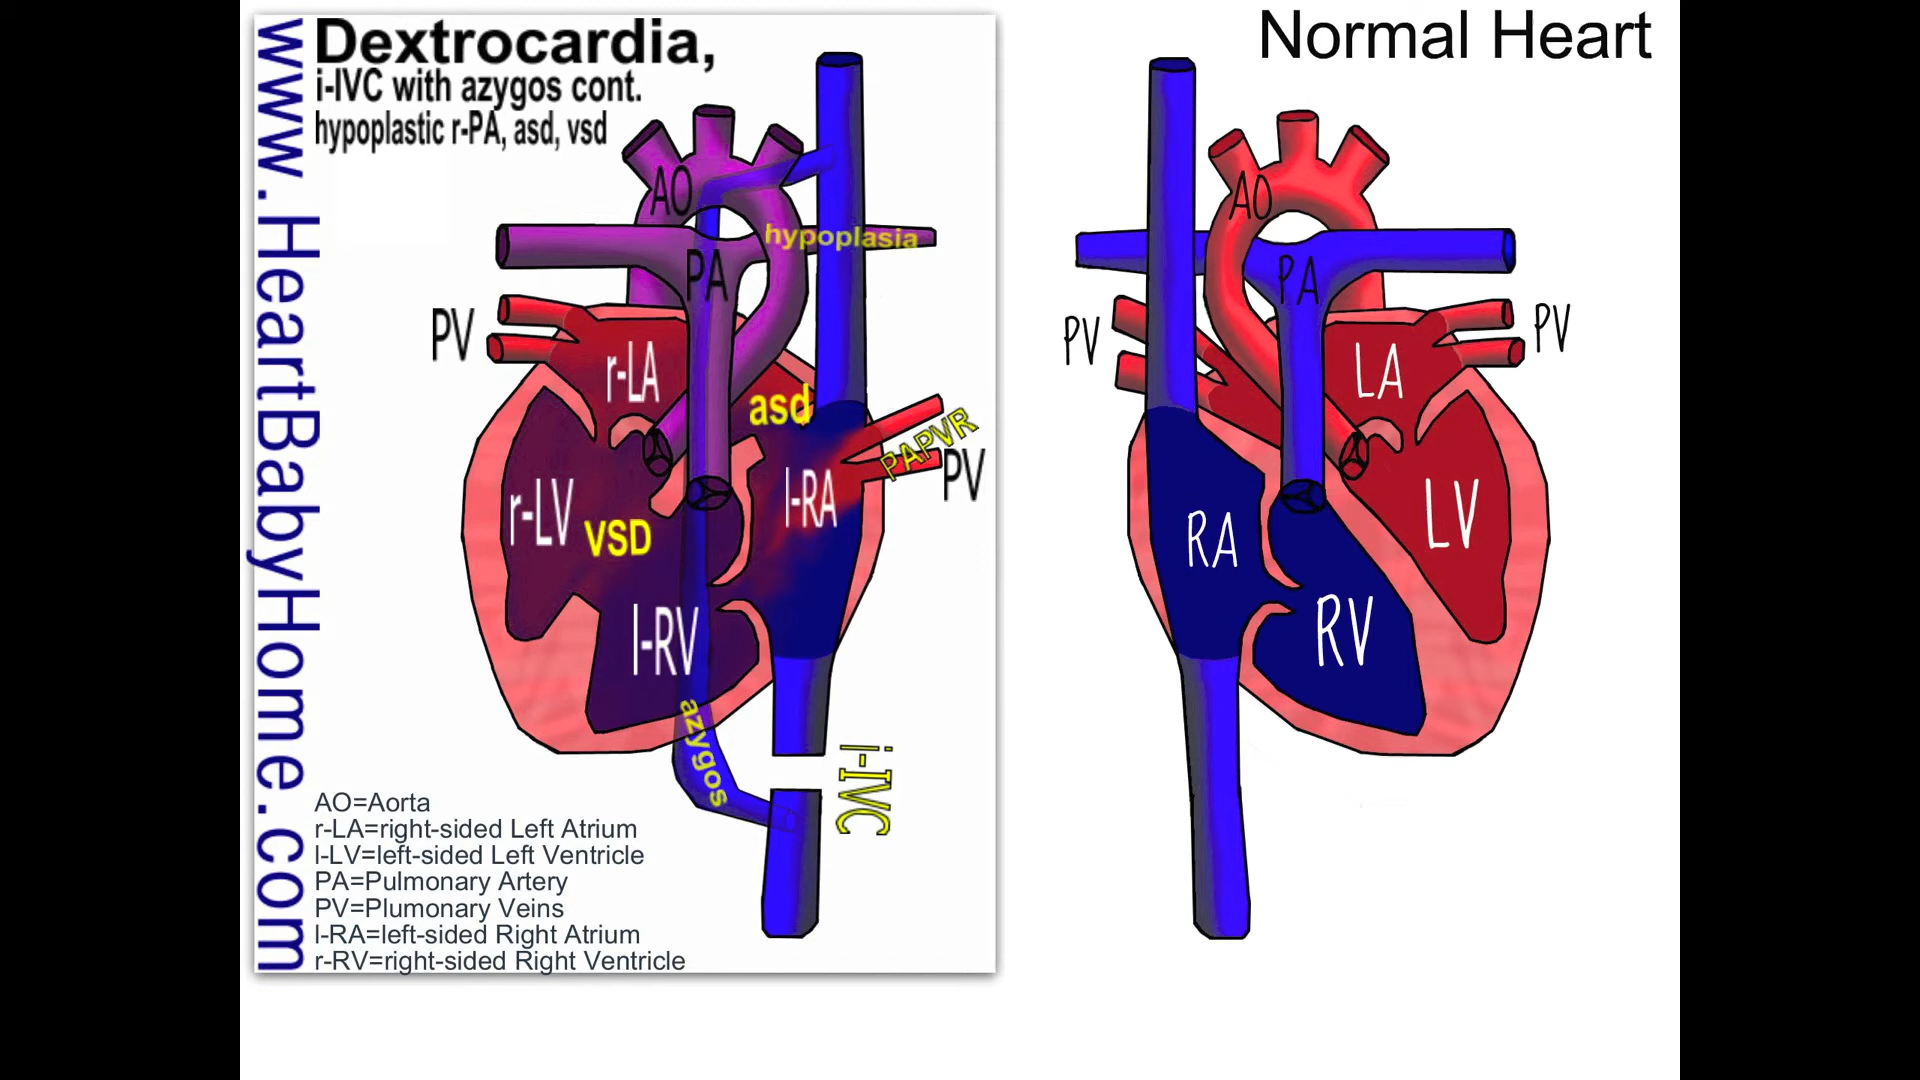 www.HeartBabyHome.com
Dextrocardia,
i-IVC with azygos cont.
hypoplastic r-PA, asd, vsd
AO
hypoplasia
PA
PV
r-LA
asd
PAPVR
PV
l-RA
r-LV
VSD
l-RV
azygos
i-IVC
AO=Aorta
r-LA=right-sided Left Atrium
l-LV=left-sided Left Ventricle
PA=Pulmonary Artery
PV=Plumonary Veins
l-RA=left-sided Right Atrium
r-RV=right-sided Right Ventricle
Normal Heart
AO
PA
PV
PV
LA
LV
RA
RV